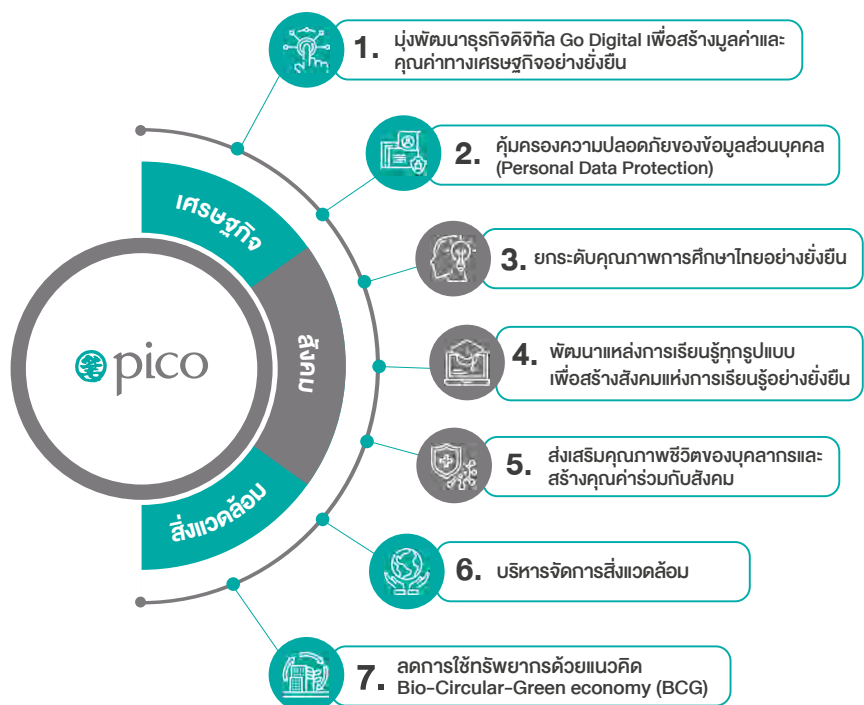 1. มุ่งพัฒนาธุรกิจดิจิทัล Go Digital เพื่อสร้างมูลค่าและ
คุณค่าทางเศรษฐกิจอย่างยั่งยืน
2. คุ้มครองความปลอดภัยของข้อมูลส่วนบุคคล
(Personal Data Protection)
เศรษฐกิจ
3. ยกระดับคุณภาพการศึกษาไทยอย่างยั่งยืน
สังคม
pico
4. พัฒนาแหล่งการเรียนรู้ทุกรูปแบบ
เพื่อสร้างสังคมแห่งการเรียนรู้อย่างยั่งยืน
5. ส่งเสริมคุณภาพชีวิตของบุคลากรและ
สร้างคุณค่าร่วมกับสังคม
สิ่งแวดล้อม
6. บริหารจัดการสิ่งแวดล้อม
7. ลดการใช้ทรัพยากรด้วยแนวคิด
Bio-Circular-Green economy (BCG)